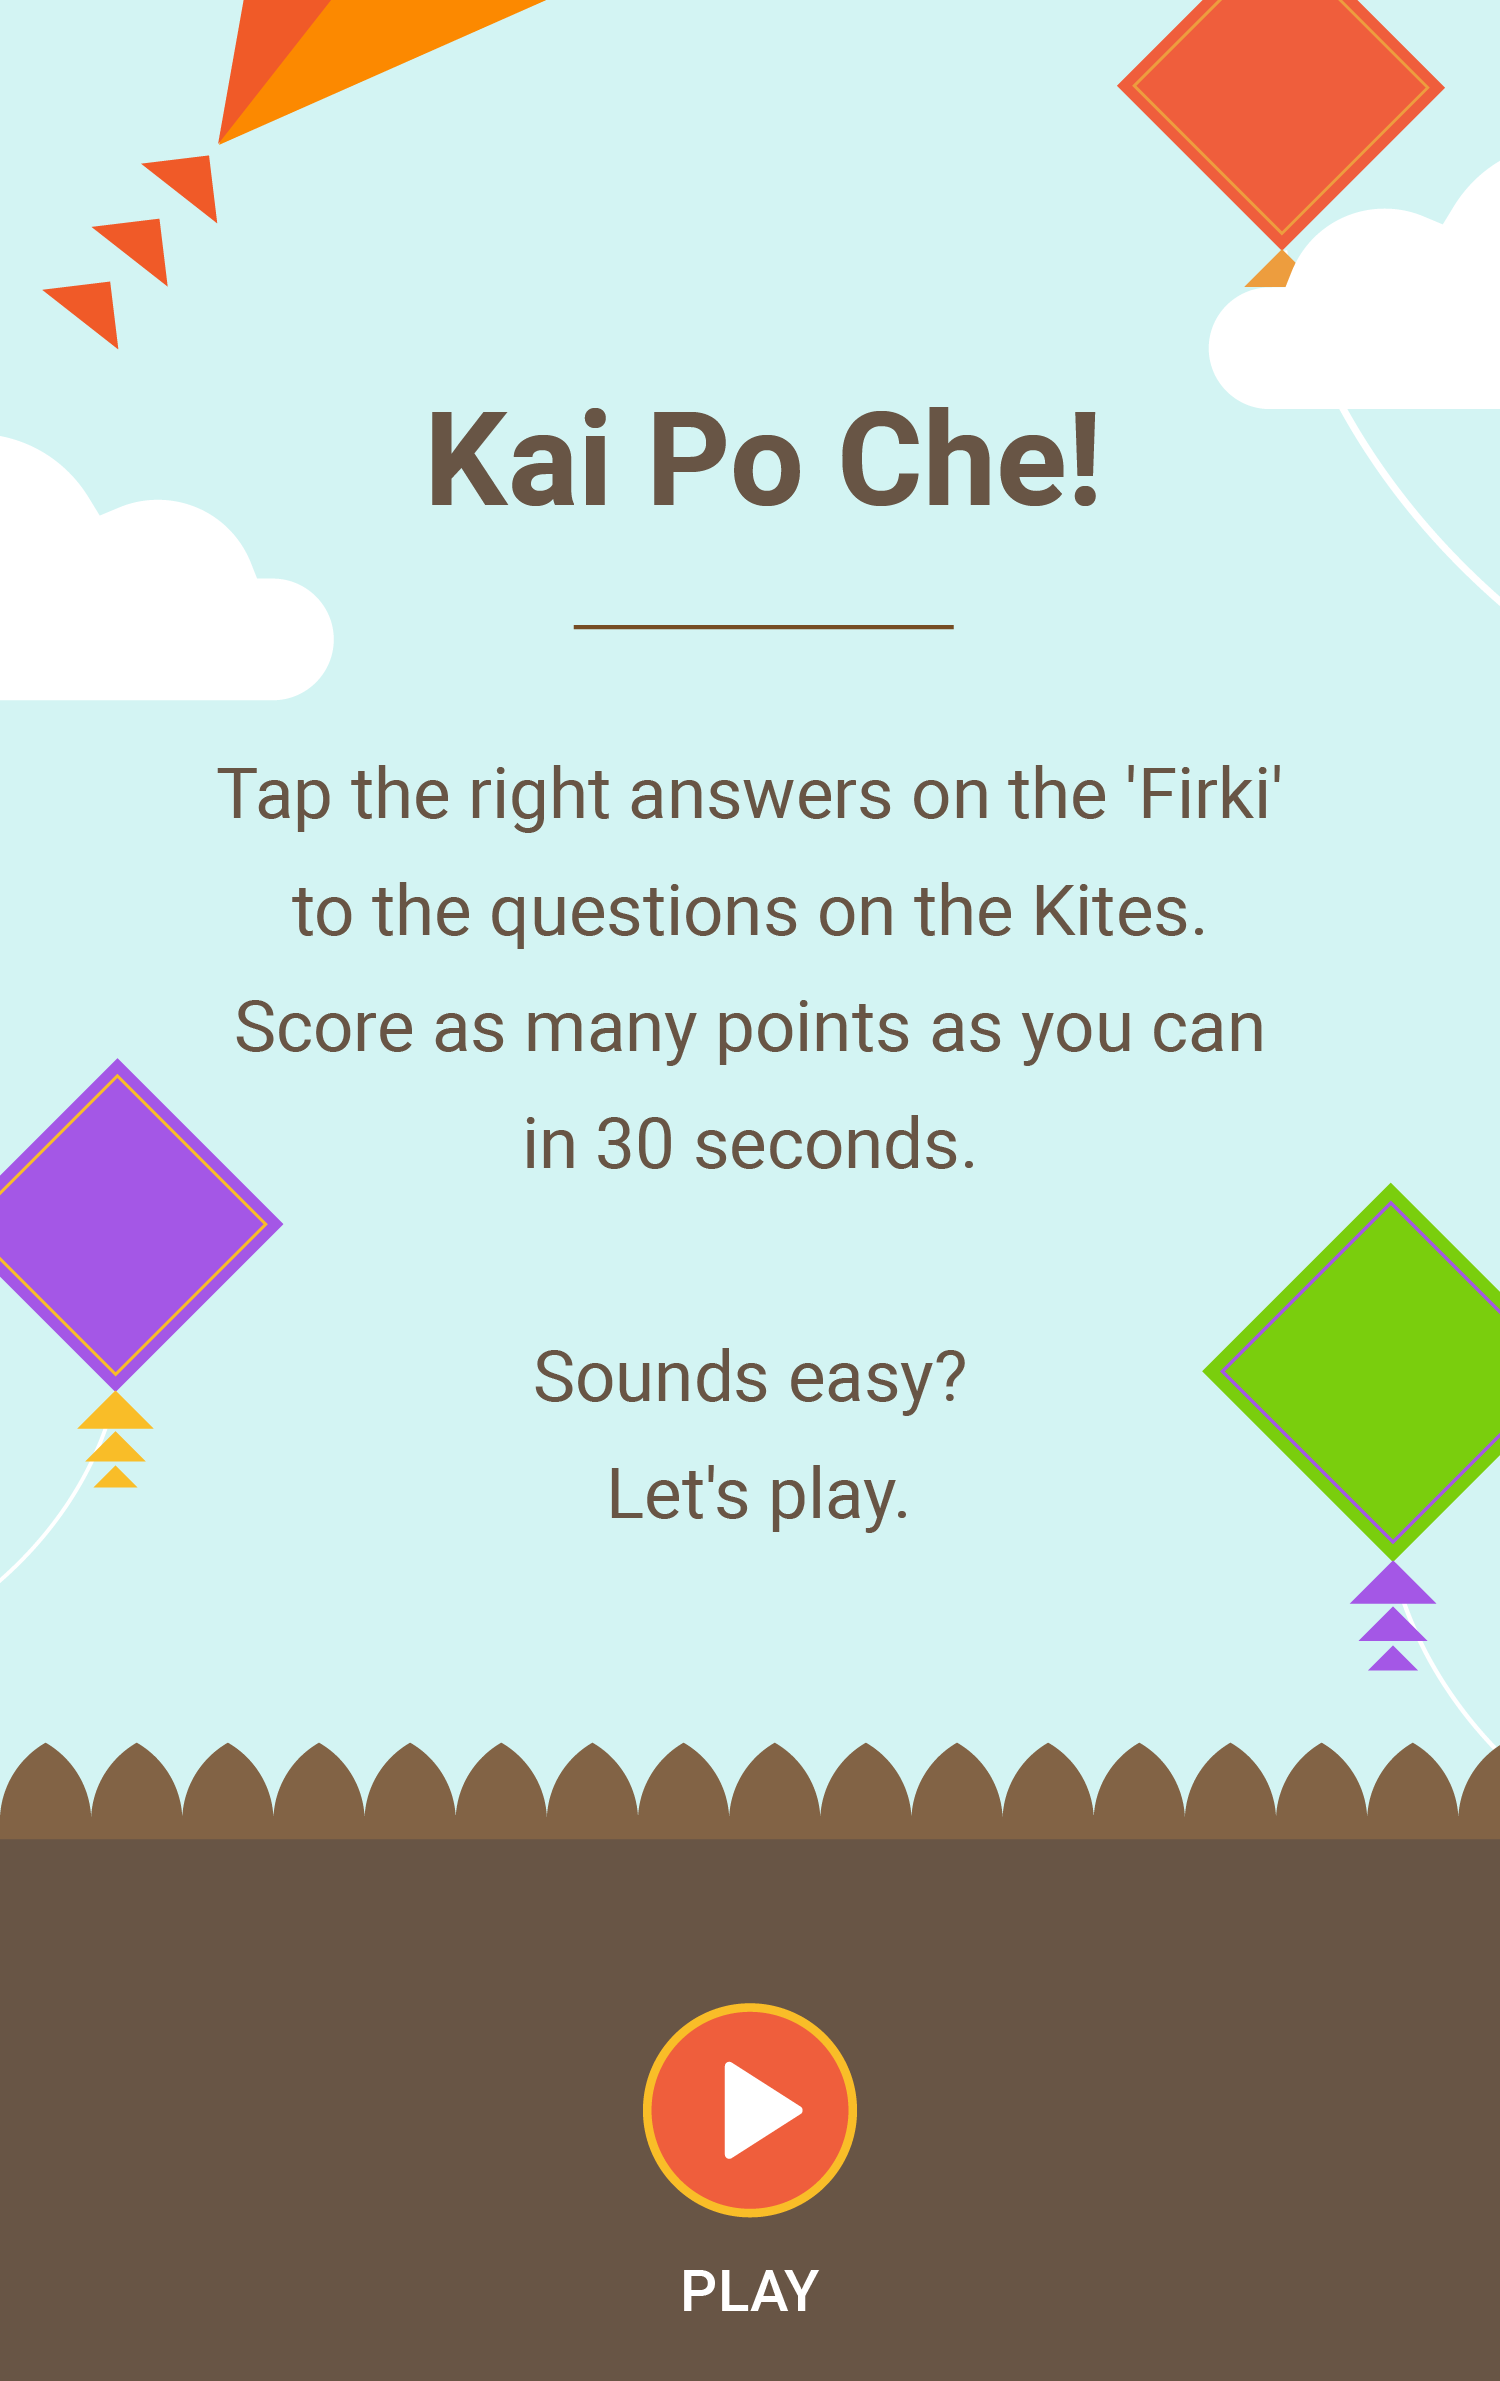 Kai Po Che!
Tap the right answers on the 'Firki'
to the questions on the Kites.
Score as many points as you can
in 30 seconds.
Sounds easy?
Let's play.
PLAY